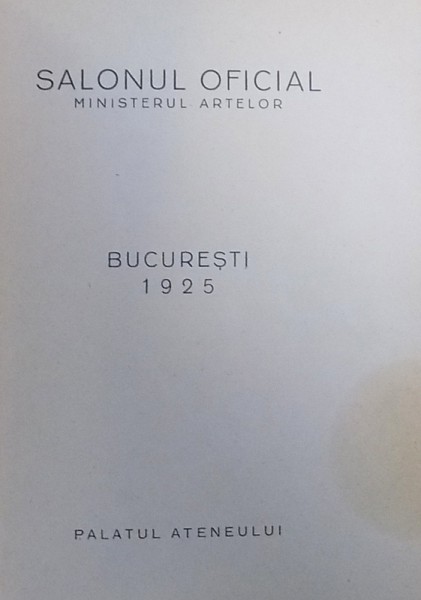 SALONUL OFICIAL
MINISTERUL ARTELOR
BUCUREȘTI
1925
PALATUL ATENEULUI